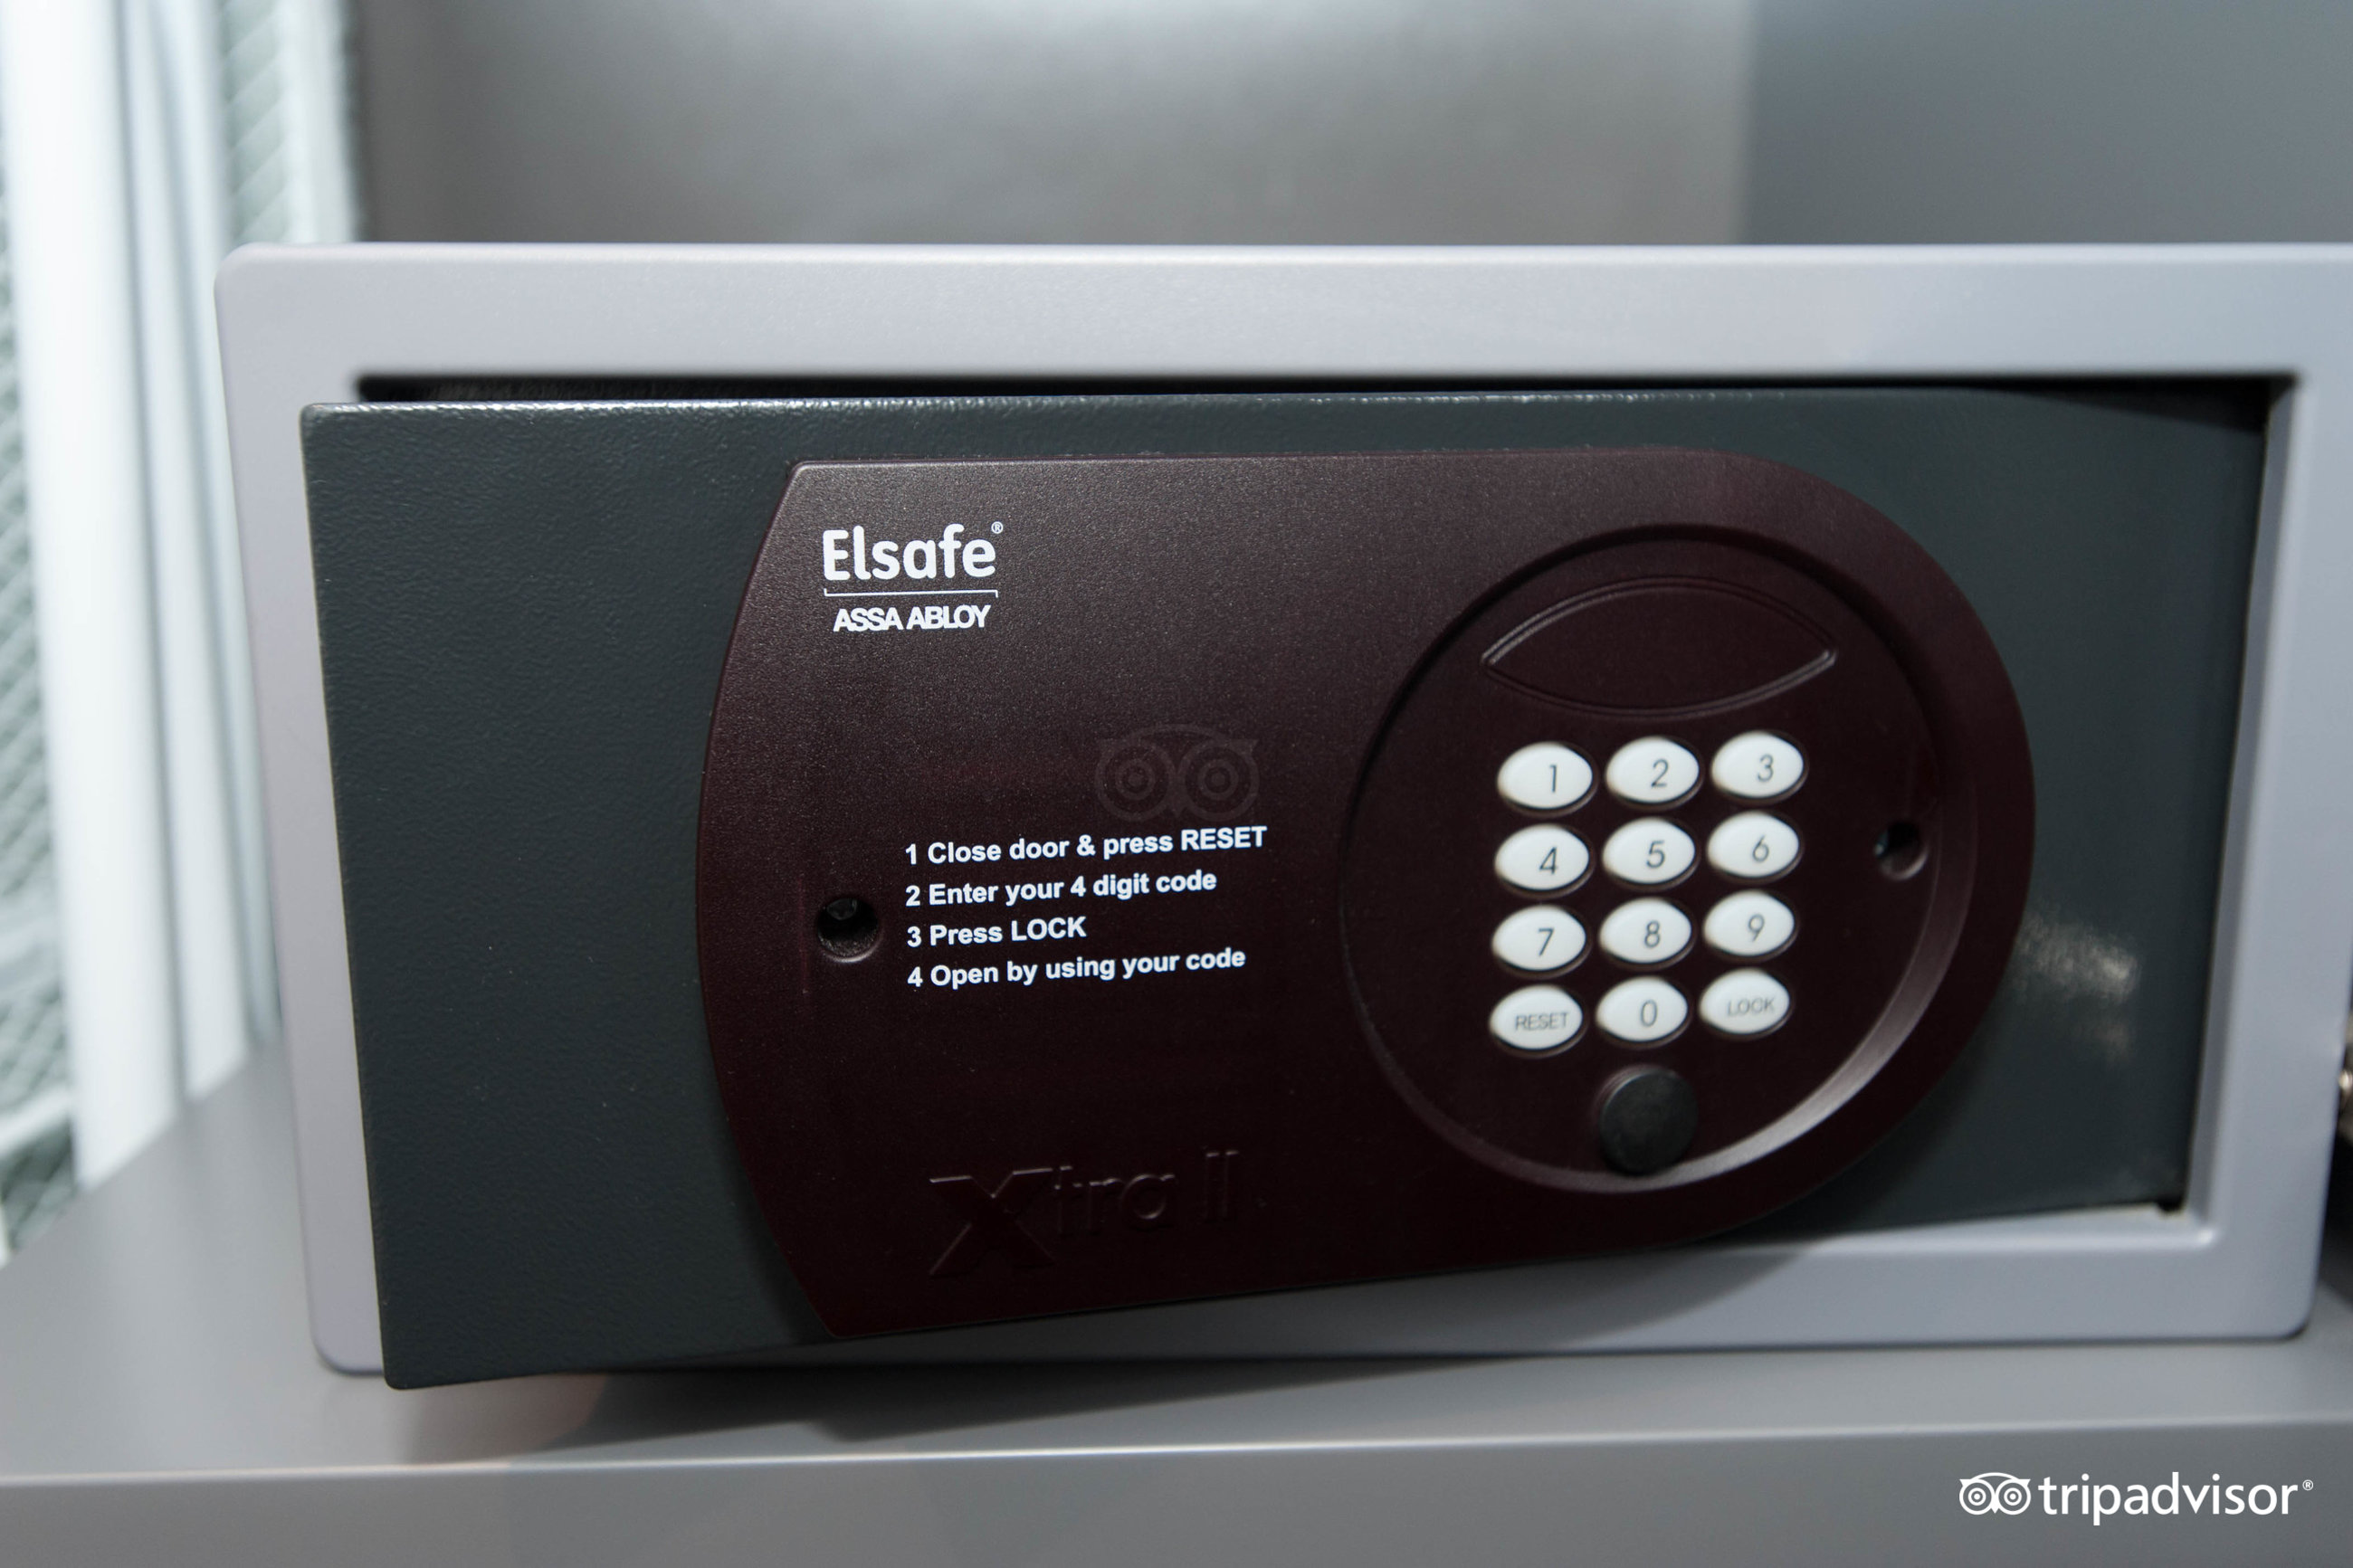 Elsafe®
ASSA ABLOY
1 Close door & press RESET
2 Enter your 4 digit code
3 Press LOCK
4 Open by using your code
1 2 3
4 5 6
7 8 9
RESET 0 LOCK
Xtra II
tripadvisor®